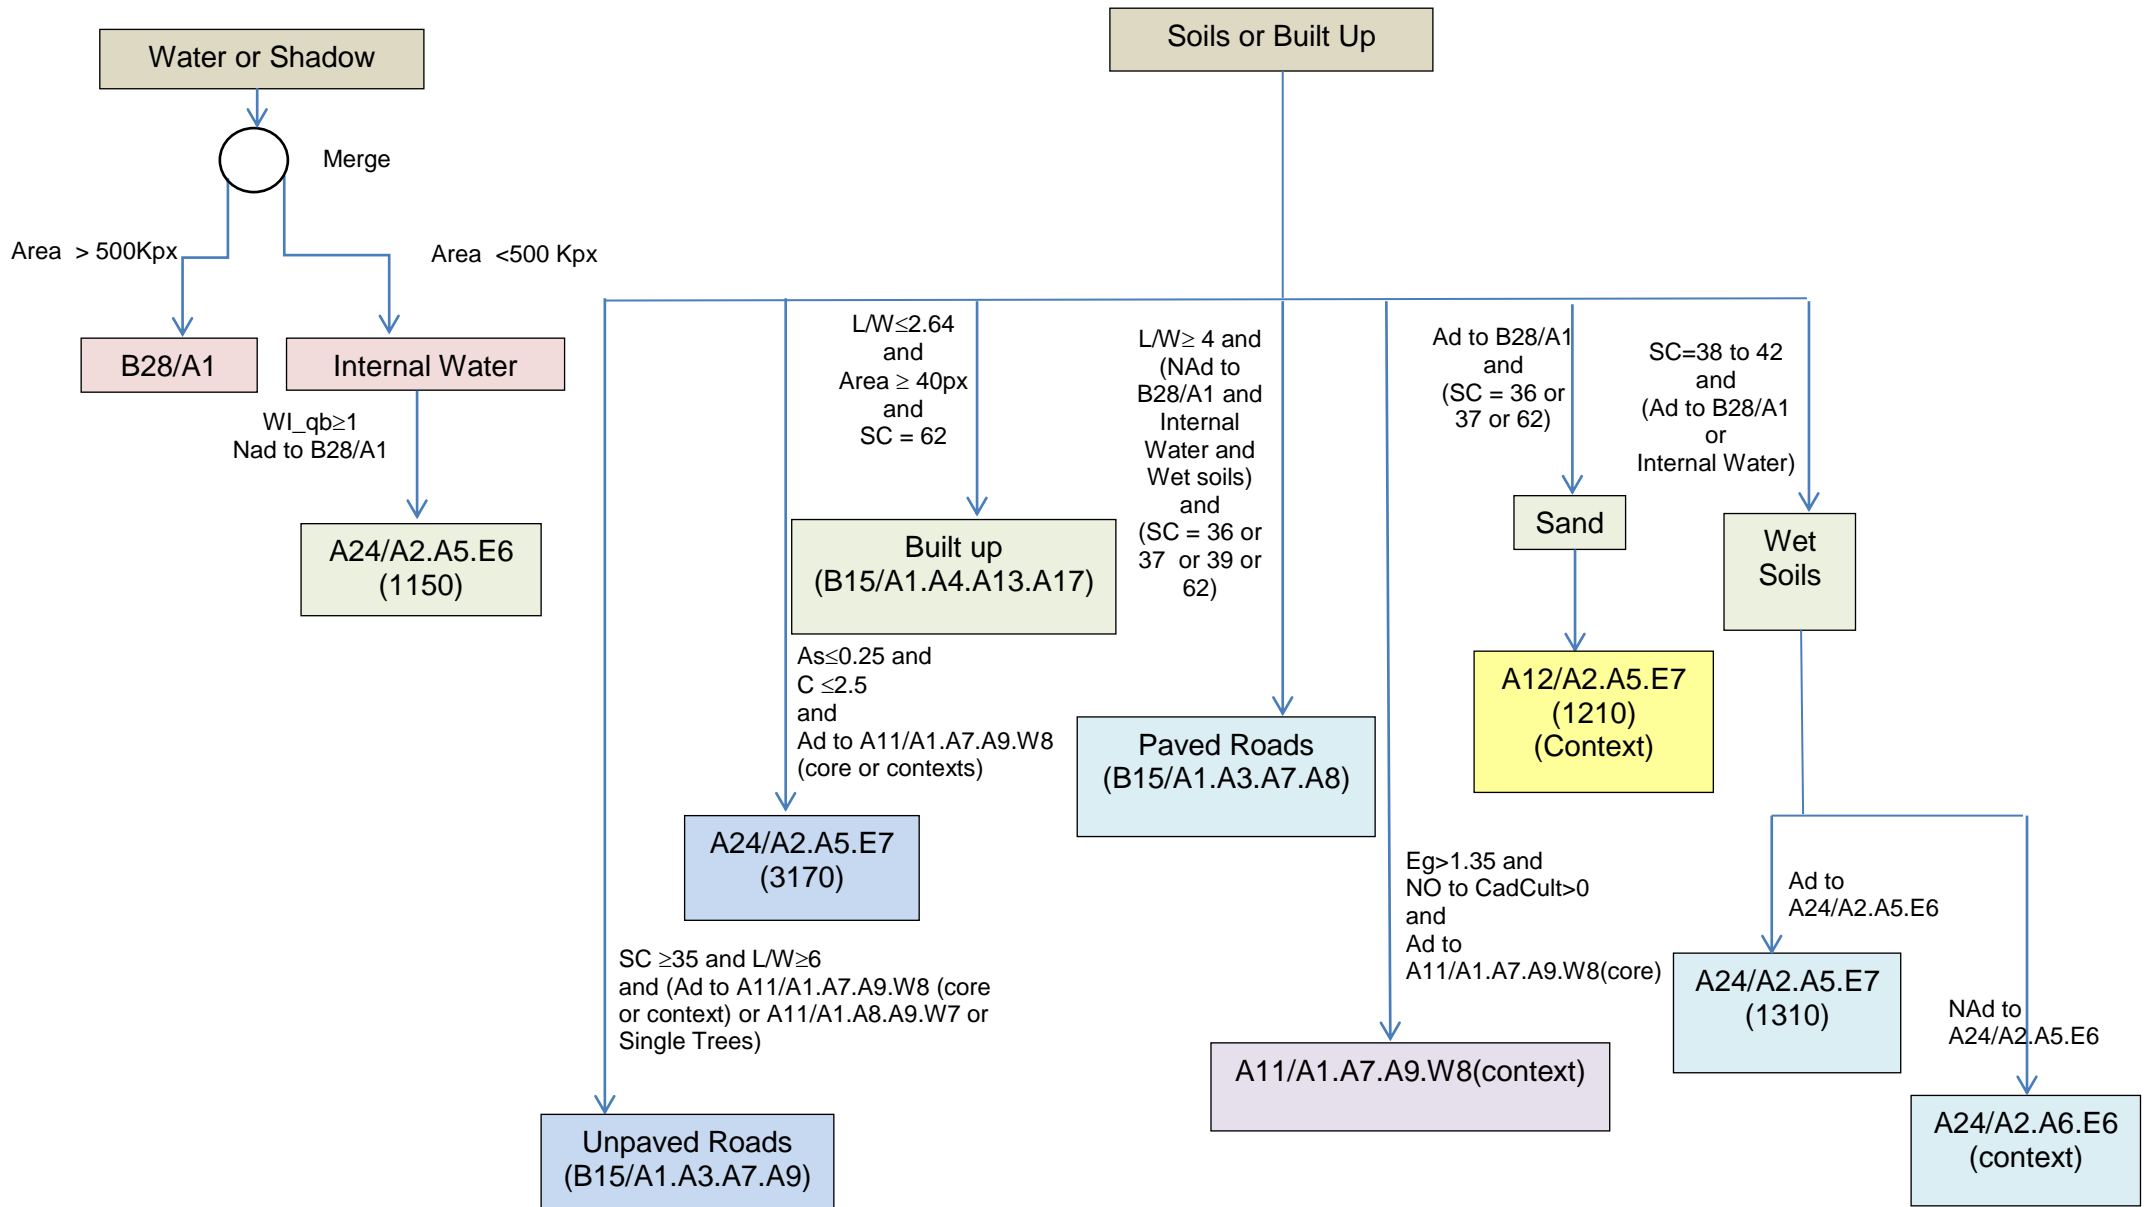 Water or Shadow
Merge
Area > 500Kpx
Area <500 Kpx
B28/A1
Internal Water
WI_qb≥1
Nad to B28/A1
A24/A2.A5.E6
(1150)
Soils or Built Up
SC ≥35 and L/W≥6
and (Ad to A11/A1.A7.A9.W8 (core
or context) or A11/A1.A8.A9.W7 or
Single Trees)
Unpaved Roads
(B15/A1.A3.A7.A9)
As≤0.25 and
C ≤2.5
and
Ad to A11/A1.A7.A9.W8
(core or contexts)
A24/A2.A5.E7
(3170)
L/W≤2.64
and
Area ≥ 40px
and
SC = 62
Built up
(B15/A1.A4.A13.A17)
L/W≥ 4 and
(NAd to
B28/A1 and
Internal
Water and
Wet soils)
and
(SC = 36 or
37 or 39 or
62)
Paved Roads
(B15/A1.A3.A7.A8)
Eg>1.35 and
NO to CadCult>0
and
Ad to
A11/A1.A7.A9.W8(core)
A11/A1.A7.A9.W8(context)
Ad to B28/A1
and
(SC = 36 or
37 or 62)
Sand
A12/A2.A5.E7
(1210)
(Context)
SC=38 to 42
and
(Ad to B28/A1
or
Internal Water)
Wet
Soils
Ad to
A24/A2.A5.E6
A24/A2.A5.E7
(1310)
NAd to
A24/A2.A5.E6
A24/A2.A6.E6
(context)